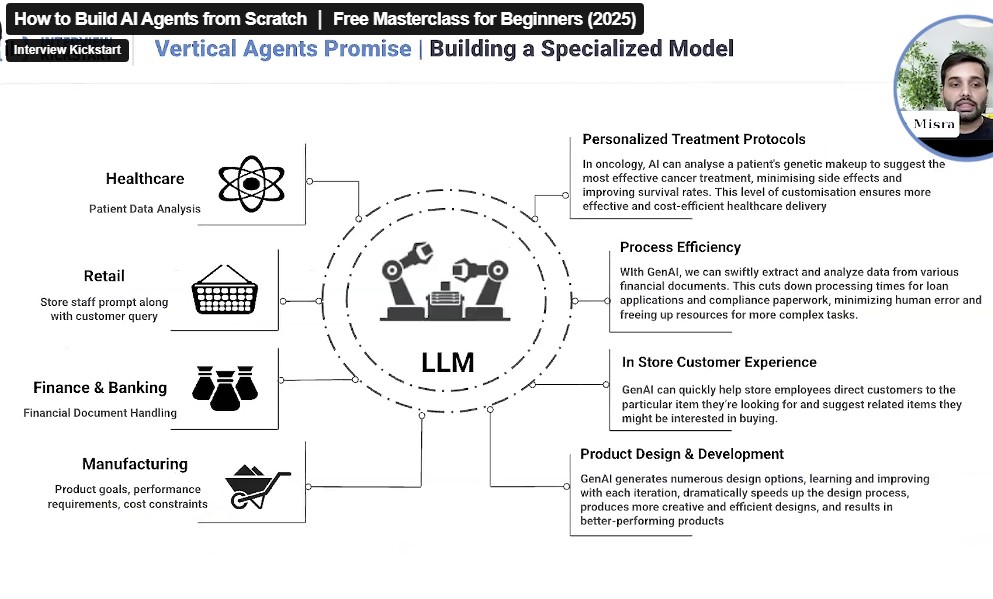 How to Build AI Agents from Scratch | Free Masterclass for Beginners (2025)
Interview Kickstart
Vertical Agents Promise | Building a Specialized Model
Misra
Healthcare
Patient Data Analysis
Retail
Store staff prompt along
with customer query
Finance & Banking
Financial Document Handling
Manufacturing
Product goals, performance
requirements, cost constraints
LLM
Personalized Treatment Protocols
In oncology, AI can analyse a patient's genetic makeup to suggest the
most effective cancer treatment, minimising side effects and
improving survival rates. This level of customisation ensures more
effective and cost-efficient healthcare delivery
Process Efficiency
WIth GenAI, we can swiftly extract and analyze data from various
financial documents. This cuts down processing times for loan
applications and compliance paperwork, minimizing human error and
freeing up resources for more complex tasks.
In Store Customer Experience
GenAI can quickly help store employees direct customers to the
particular item they're looking for and suggest related items they
might be interested in buying.
Product Design & Development
GenAI generates numerous design options, learning and improving
with each iteration, dramatically speeds up the design process,
produces more creative and efficient designs, and results in
better-performing products